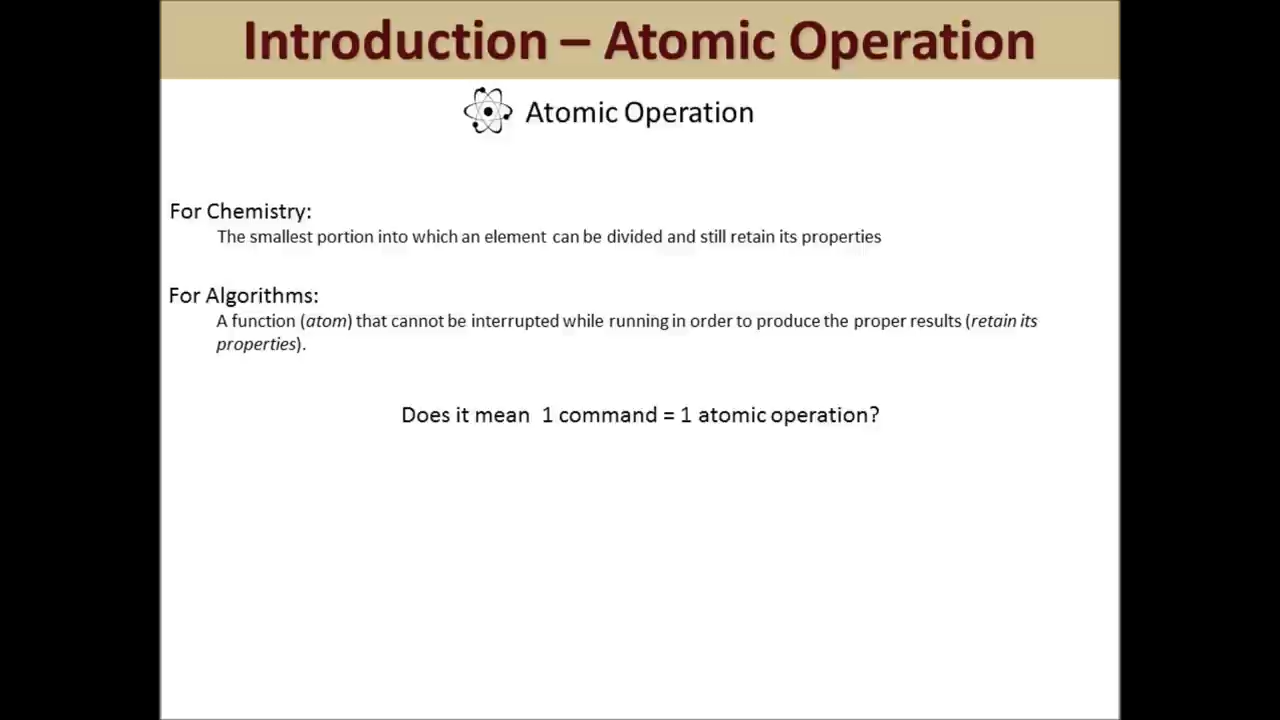 Introduction – Atomic Operation
Atomic Operation
For Chemistry:
The smallest portion into which an element can be divided and still retain its properties
For Algorithms:
A function (atom) that cannot be interrupted while running in order to produce the proper results (retain its
properties).
Does it mean 1 command = 1 atomic operation?